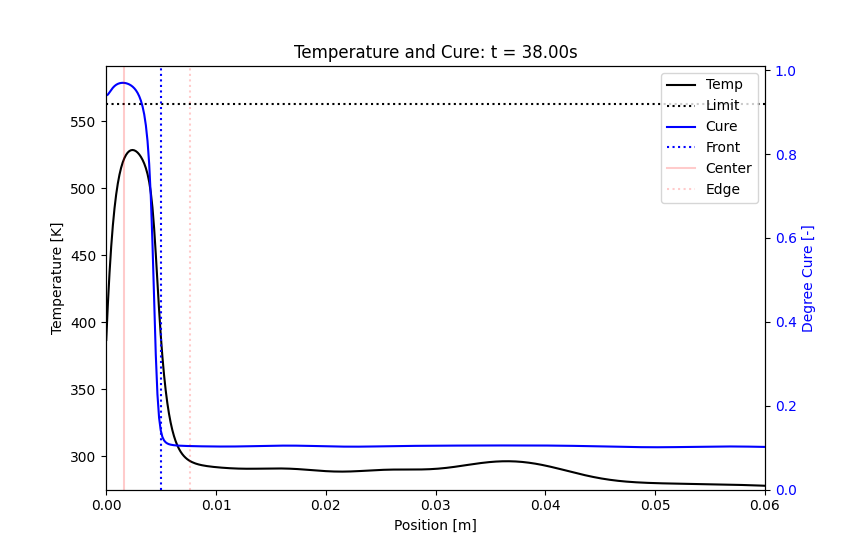 Temperature and Cure: t = 38.00s
Temperature [K]
550
500
450
400
350
300
Temp
Limit
Cure
Front
Center
Edge
1.0
0.8
0.6
0.4
0.2
0.0
Degree Cure [-]
0.00 0.01 0.02 0.03 0.04 0.05 0.06
Position [m]